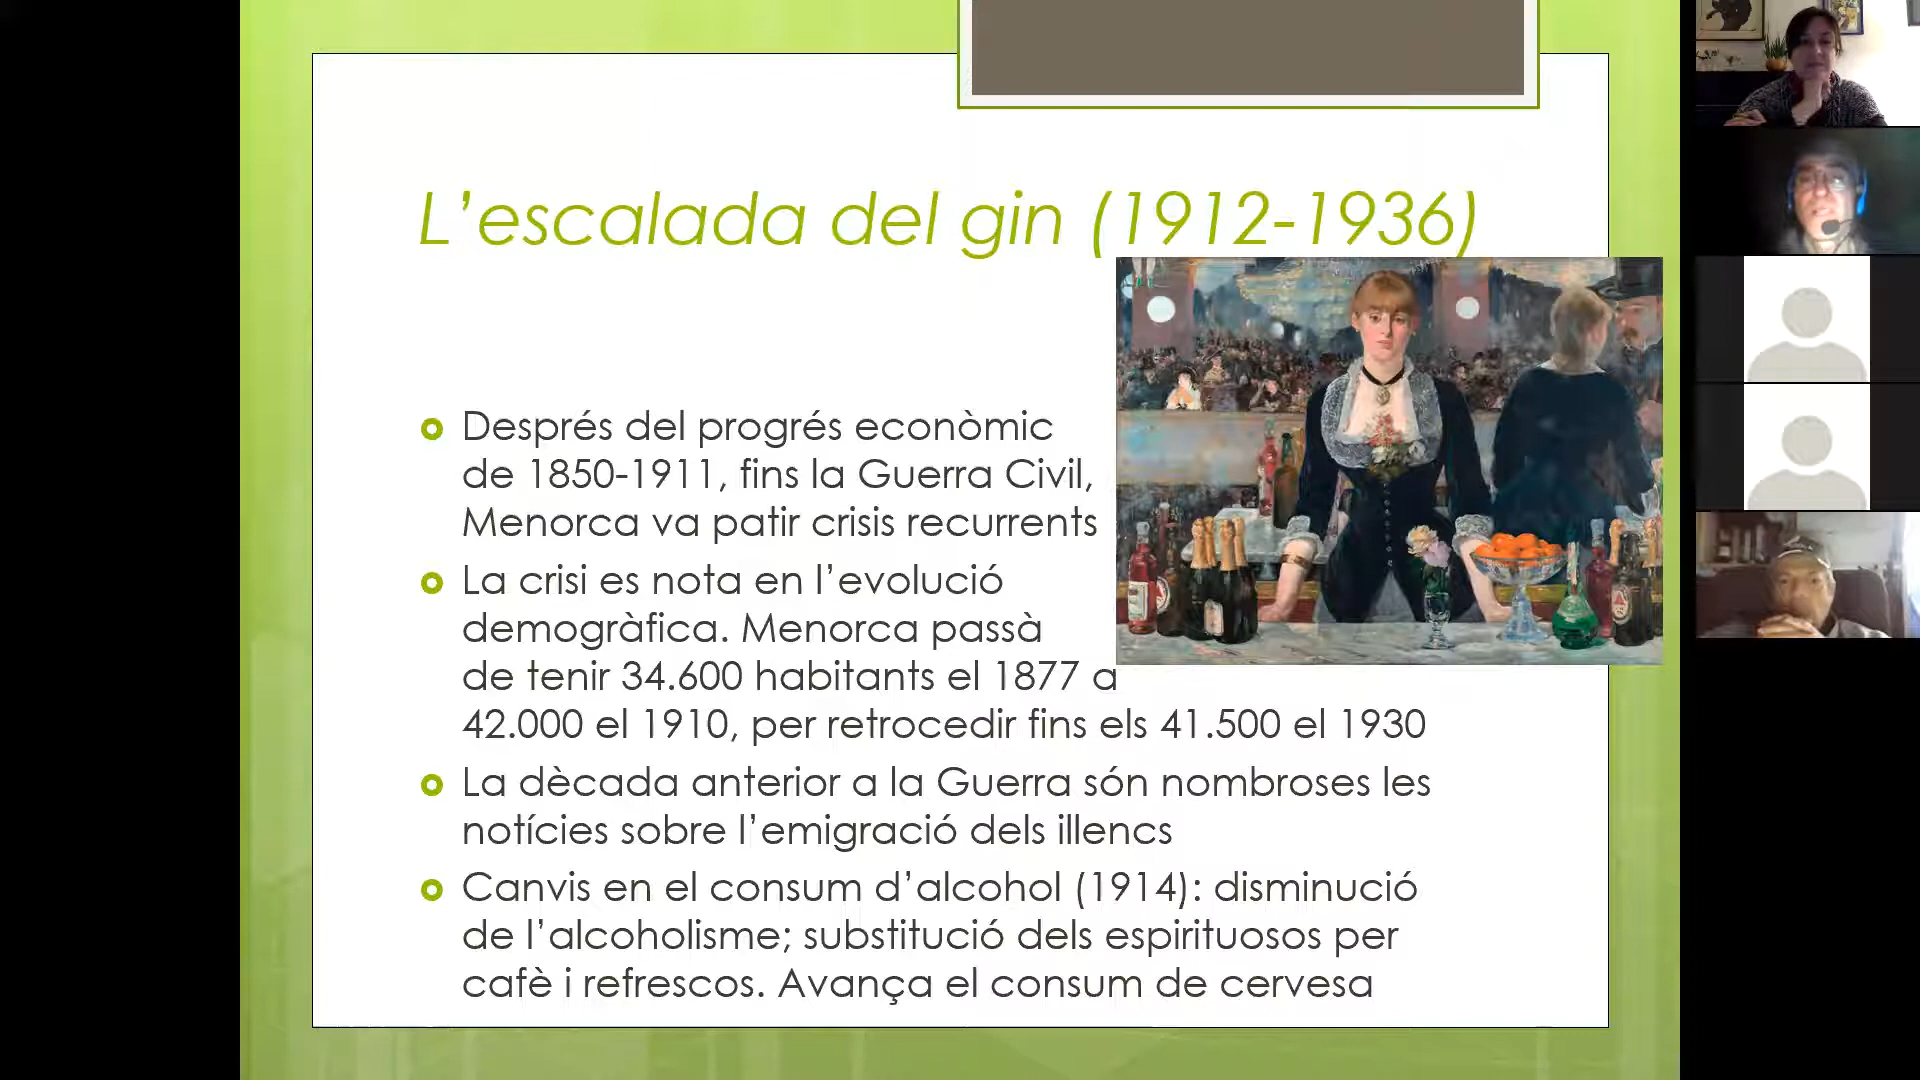 L’escalada del gin (1912-1936)
Després del progrés econòmic
de 1850-1911, fins la Guerra Civil,
Menorca va patir crisis recurrents
La crisi es nota en l’evolució
demogràfica. Menorca passà
de tenir 34.600 habitants el 1877 a
42.000 el 1910, per retrocedir fins els 41.500 el 1930
La dècada anterior a la Guerra són nombroses les
notícies sobre l’emigració dels illencs
Canvis en el consum d’alcohol (1914): disminució
de l’alcoholisme; substitució dels espirituosos per
cafè i refrescos. Avança el consum de cervesa